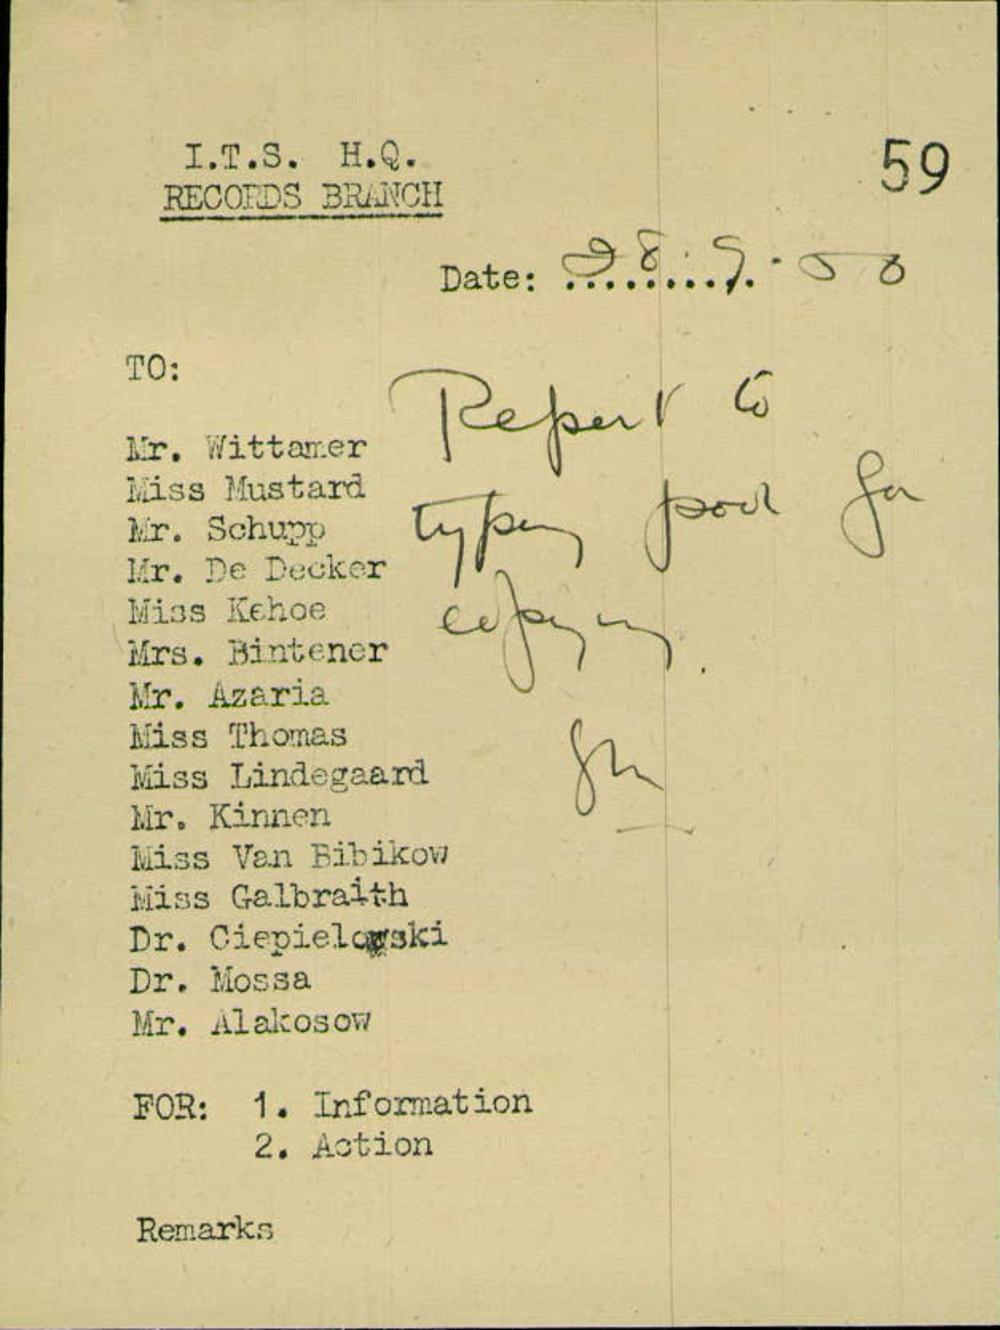 I.T.S. H.Q.
59
RECORDS BRANCH
Date: 28.9.50
TO:
Report to
Mr. Wittamer
Miss Mustard
typing pool for
Mr. Schupp
Mr. De Decker
Miss Kehoe
copying.
Mrs. Bintener
Mr. Azaria
Miss Thomas
Miss Lindegaard
Mr. Kinnen
Miss Van Bibikow
Miss Galbraith
Dr. Ciepielowski
Dr. Mossa
Mr. Alakosow
FOR: 1. Information
2. Action
Remarks